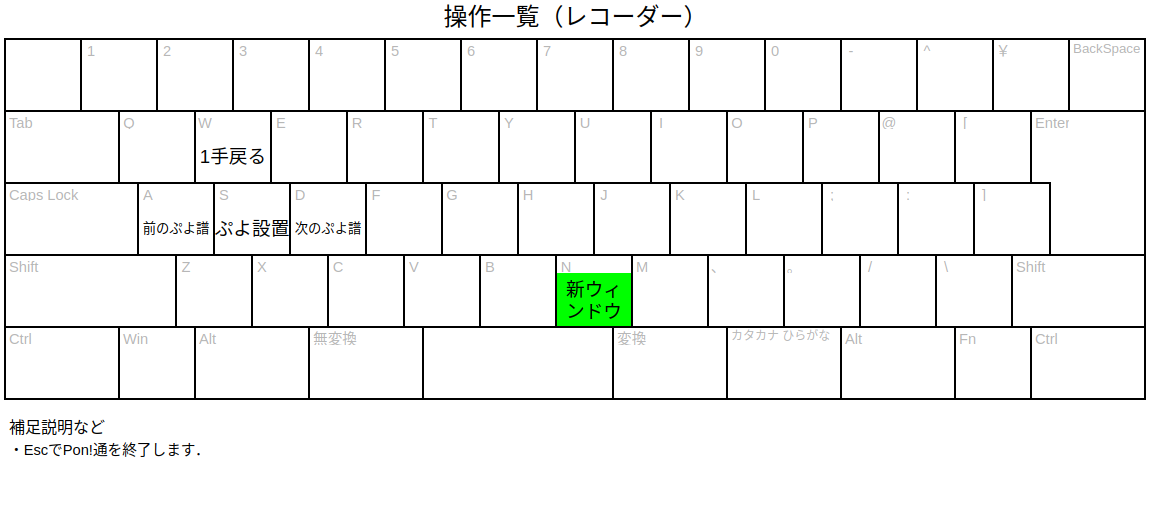 操作一覧（レコーダー）
1 2 3 4 5 6 7 8 9 0 - ^ ¥ BackSpace
Tab Q W E R T Y U I O P @ [ Enter
1手戻る
Caps Lock A S D F G H J K L ; : ]
前のぷよ譜 ぷよ設置 次のぷよ譜
Shift Z X C V B N M 、 。 / \ Shift
新ウィ
ンドウ
Ctrl Win Alt 無変換 変換 カタカナ ひらがな Alt Fn Ctrl
補足説明など
・EscでPon!通を終了します.